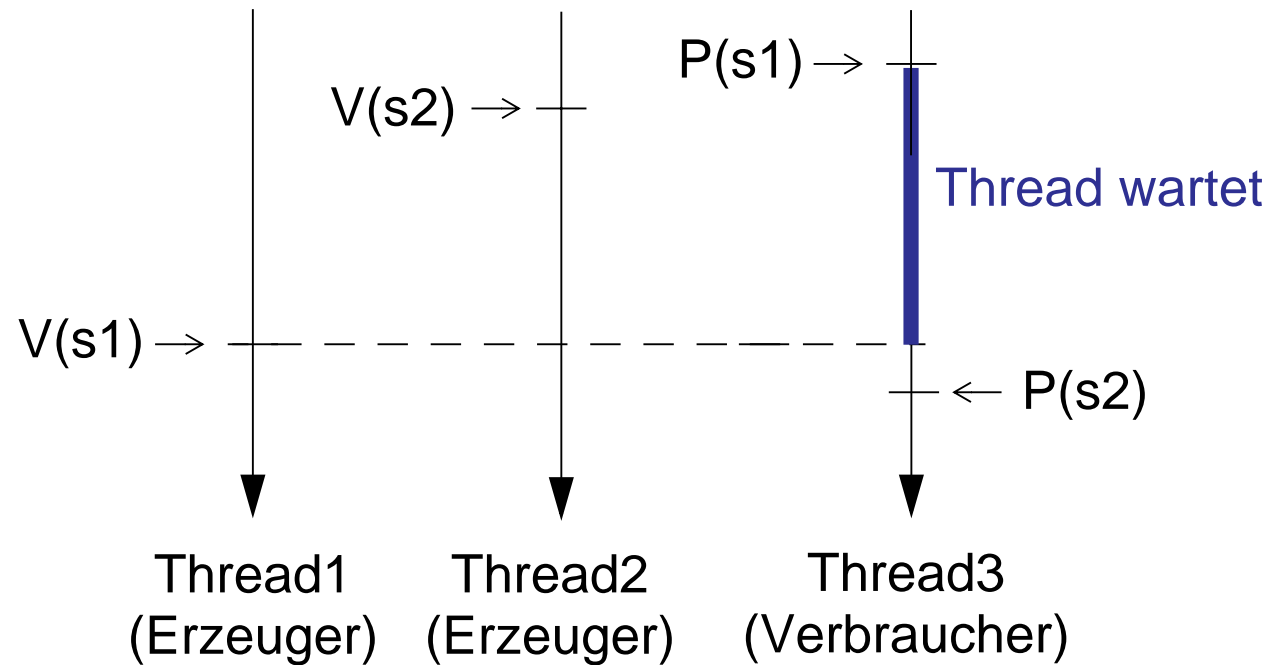 P(s1)
V(s2)
Thread wartet
V(s1)
P(s2)
Thread1
(Erzeuger)
Thread2
(Erzeuger)
Thread3
(Verbraucher)